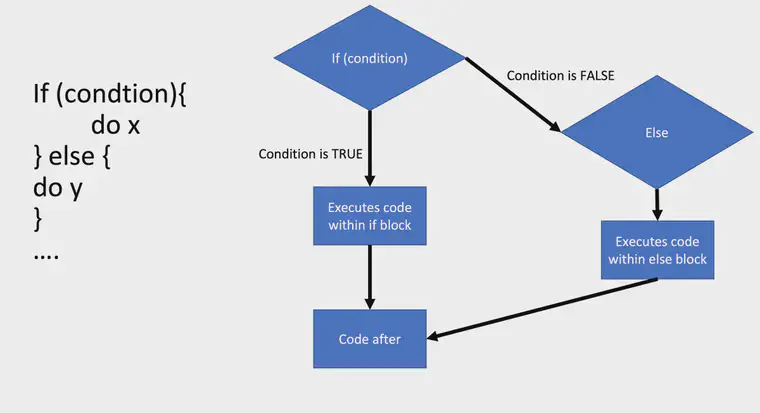 If (condtion){
do x
} else {
do y
}
....
If (condition)
Condition is FALSE
Else
Condition is TRUE
Executes code
within if block
Executes code
within else block
Code after